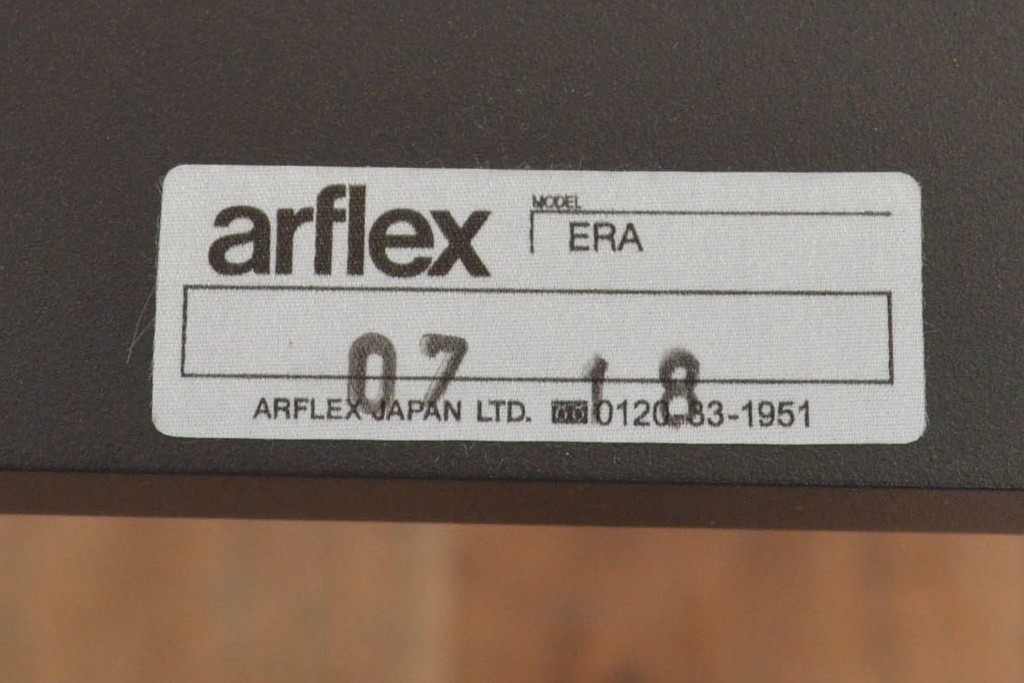 arflex
MODEL
ERA
07 18
ARFLEX JAPAN LTD. 0120-83-1951